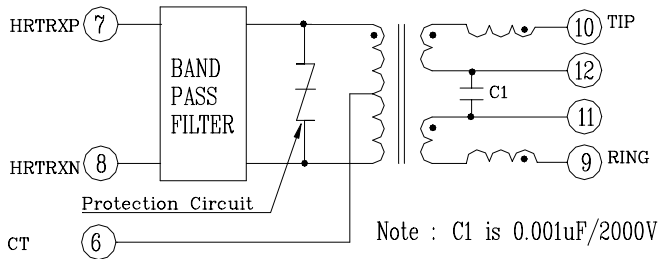 HRTRXP 7
BAND
PASS
FILTER
HRTRXN 8
Protection Circuit
CT 6
10 TIP
12
C1
11
9 RING
Note : C1 is 0.001uF/2000V